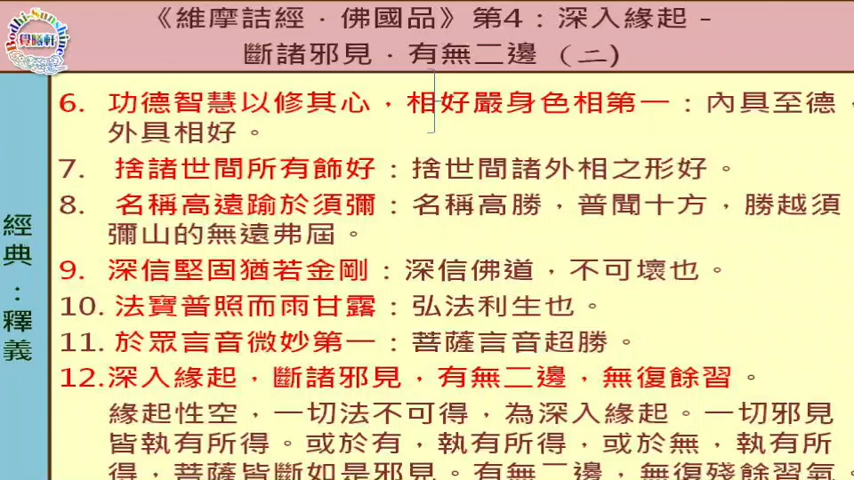 Bodhi-Sunshine
覺曦軒
《維摩詰經．佛國品》第4：深入緣起 -
斷諸邪見．有無二邊（二）
經典：釋義
6. 功德智慧以修其心，相好嚴身色相第一：內具至德，
外具相好。
7. 捨諸世間所有飾好：捨世間諸外相之形好。
8. 名稱高遠踰於須彌：名稱高勝，普聞十方，勝越須
彌山的無遠弗屆。
9. 深信堅固猶若金剛：深信佛道，不可壞也。
10. 法寶普照而雨甘露：弘法利生也。
11. 於眾言音微妙第一：菩薩言音超勝。
12. 深入緣起，斷諸邪見，有無二邊，無復餘習。
緣起性空，一切法不可得，為深入緣起。一切邪見
皆執有所得。或於有，執有所得，或於無，執有所
得，菩薩皆斷如是邪見。有無二邊，無復殘餘習氣。